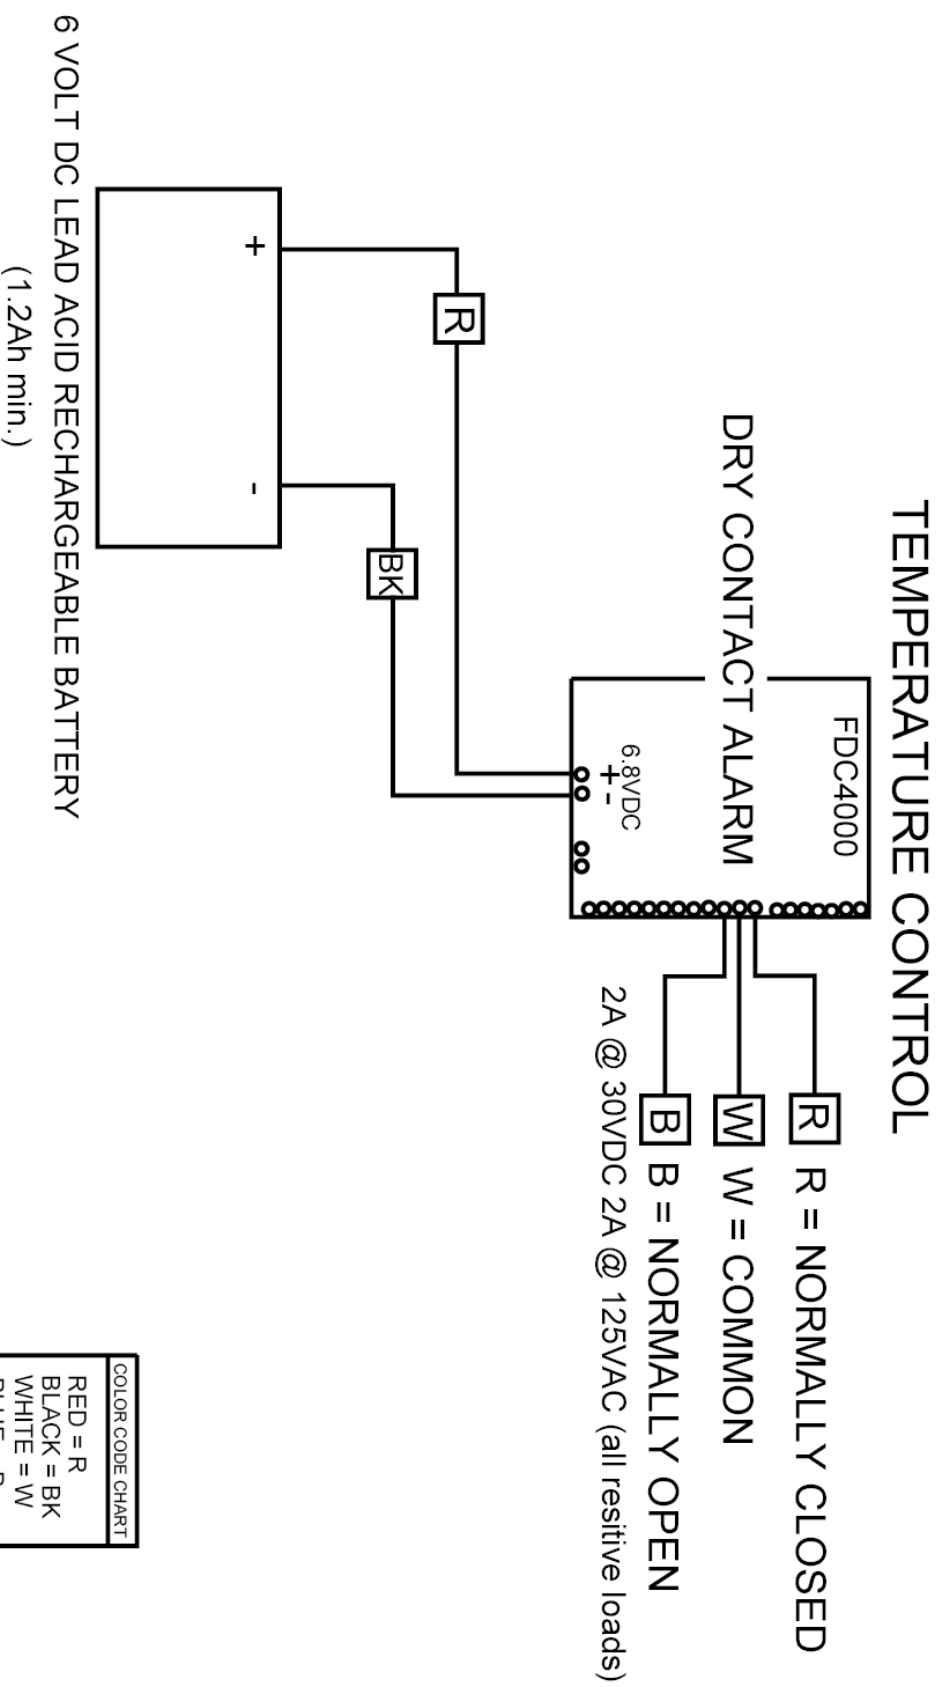 TEMPERATURE CONTROL
FDC4000
DRY CONTACT ALARM
6.8VDC
+ -
R
R = NORMALLY CLOSED
W
W = COMMON
B
B = NORMALLY OPEN
2A @ 30VDC 2A @ 125VAC (all resitive loads)
R
BK
+
-
6 VOLT DC LEAD ACID RECHARGEABLE BATTERY
(1.2Ah min.)
COLOR CODE CHART
RED = R
BLACK = BK
WHITE = W